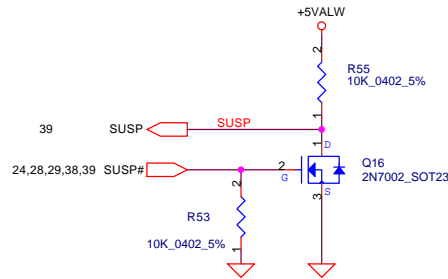 +5VALW
2
R55
10K_0402_5%
1
39 SUSP SUSP
1 D
Q16
2N7002_SOT23
24,28,29,38,39 SUSP# 2 G
S
3
2
R53
10K_0402_5%
1